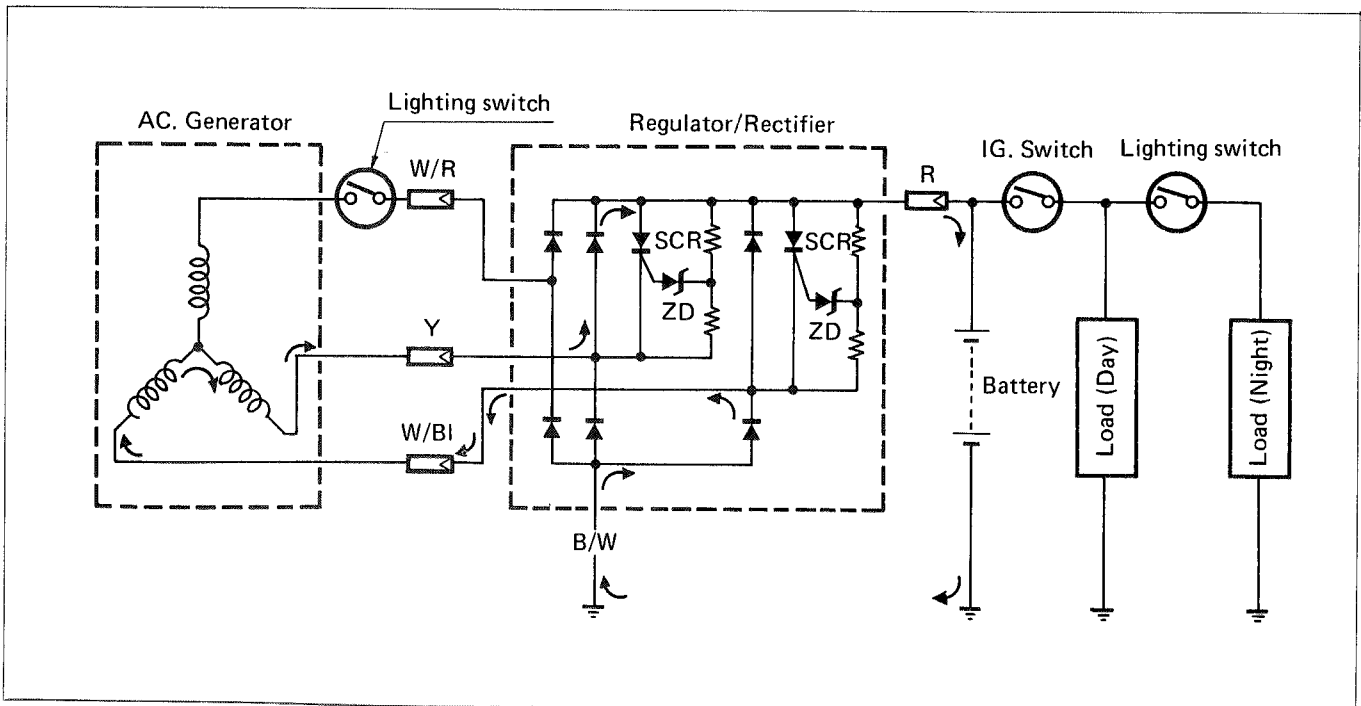 Lighting switch
AC. Generator
Regulator/Rectifier
W/R
R
IG. Switch
Lighting switch
SCR
SCR
ZD
ZD
Y
W/Bl
Battery
Load (Day)
Load (Night)
B/W